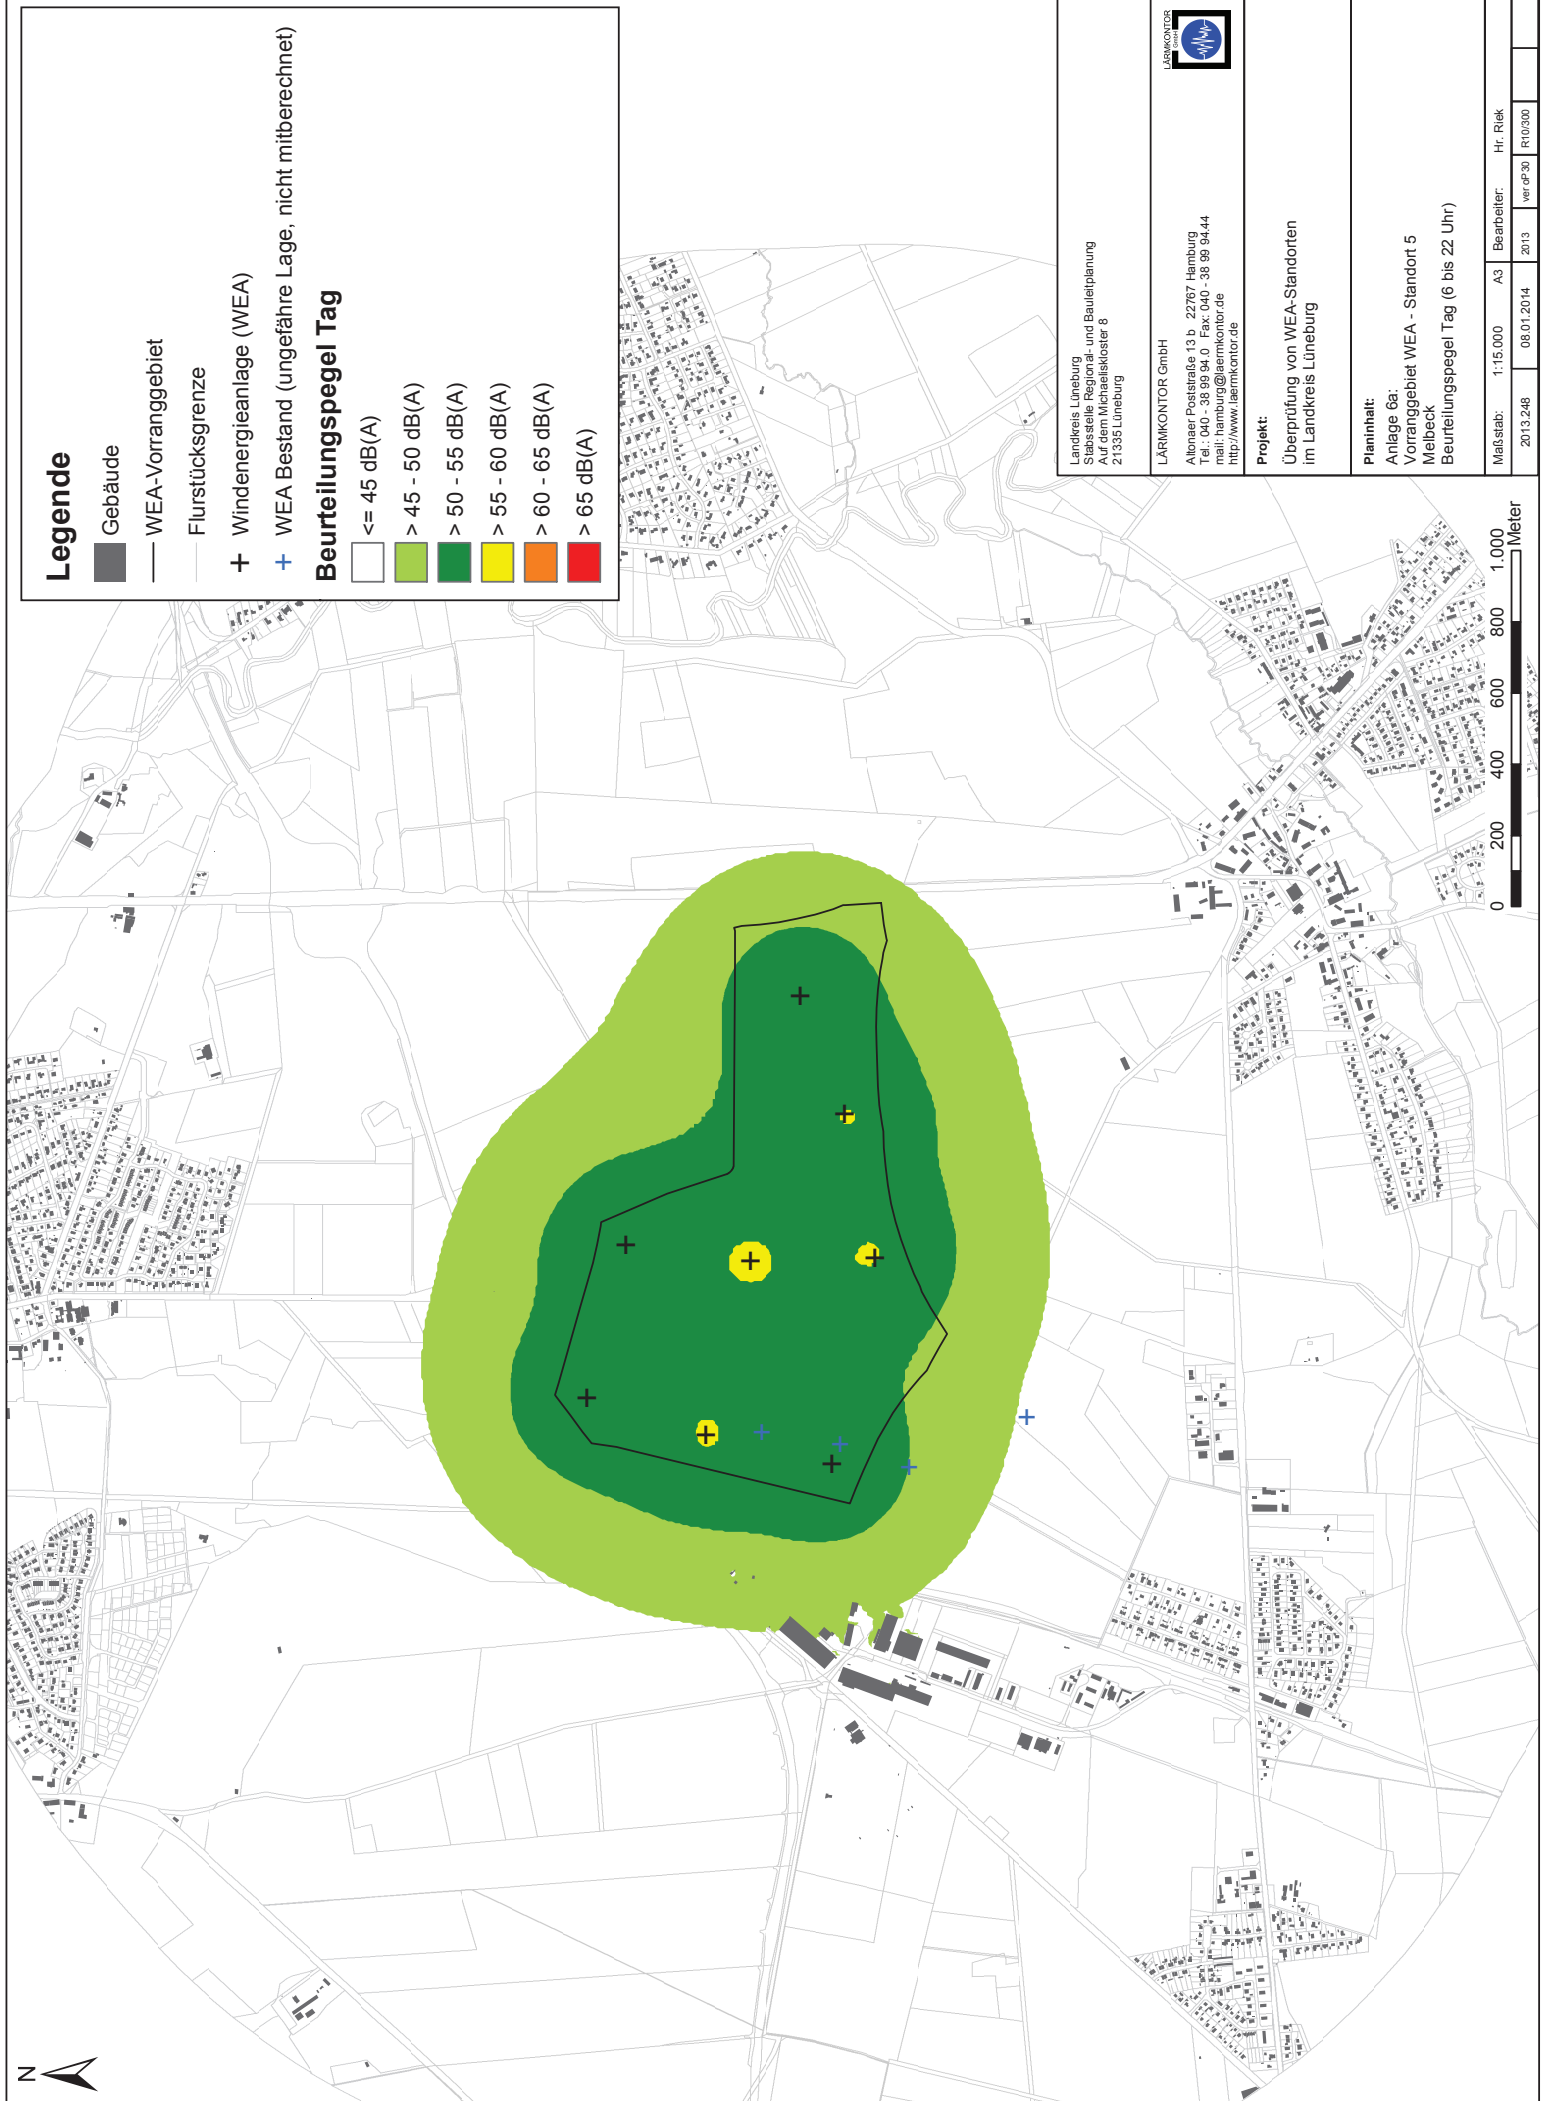 Legende
Gebäude
WEA-Vorranggebiet
Flurstücksgrenze
Windenergieanlage (WEA)
WEA Bestand (ungefähre Lage, nicht mitberechnet)
Beurteilungspegel Tag
<= 45 dB(A)
> 45 - 50 dB(A)
> 50 - 55 dB(A)
> 55 - 60 dB(A)
> 60 - 65 dB(A)
> 65 dB(A)
N
Landkreis Lüneburg
Stabsstelle Regional- und Bauleitplanung
Auf dem Michaeliskloster 8
21335 Lüneburg
LÄRMKONTOR GmbH
Altonaer Poststraße 13 b 22767 Hamburg
Tel.: 040 - 38 99 94.0 Fax: 040 - 38 99 94.44
mail: hamburg@laermkontor.de
http://www.laermkontor.de
LÄRMKONTOR
GmbH
Projekt:
Überprüfung von WEA-Standorten
im Landkreis Lüneburg
Planinhalt:
Anlage 6a:
Vorranggebiet WEA - Standort 5
Melbeck
Beurteilungspegel Tag (6 bis 22 Uhr)
Maßstab: 1:15.000 A3 Bearbeiter: Hr. Riek
2013.248 08.01.2014 2013 ver oP30 R10/300
0 200 400 600 800 1.000
Meter